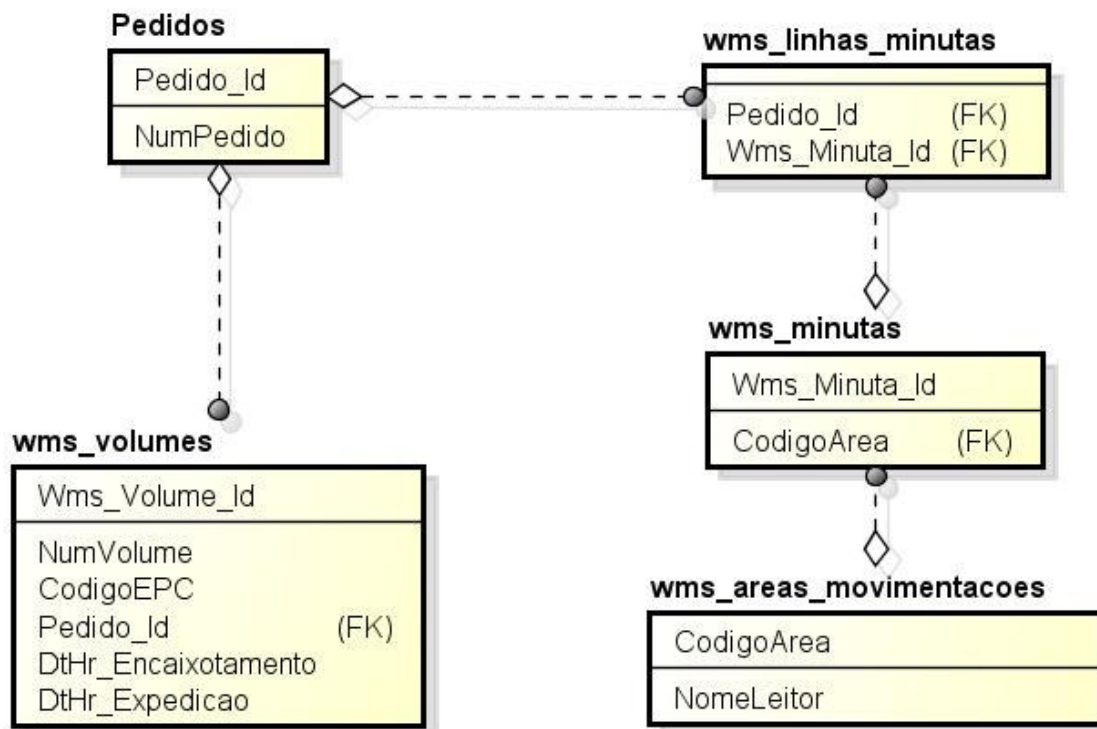 Pedidos
Pedido_Id
NumPedido
wms_linhas_minutas
Pedido_Id (FK)
Wms_Minuta_Id (FK)
wms_minutas
Wms_Minuta_Id
CodigoArea (FK)
wms_volumes
Wms_Volume_Id
NumVolume
CodigoEPC
Pedido_Id (FK)
DtHr_Encaixotamento
DtHr_Expedicao
wms_areas_movimentacoes
CodigoArea
NomeLeitor